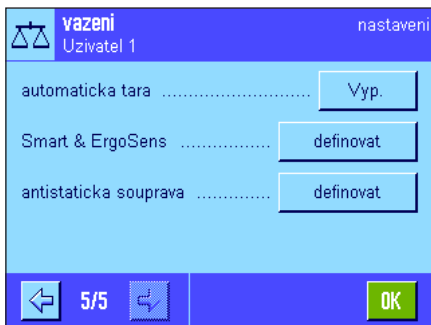 vazeni
nastaveni
Uzivatel 1
automaticka tara .............................. Vyp.
Smart & ErgoSens .................. definovat
antistaticka souprava .............. definovat
5/5
OK